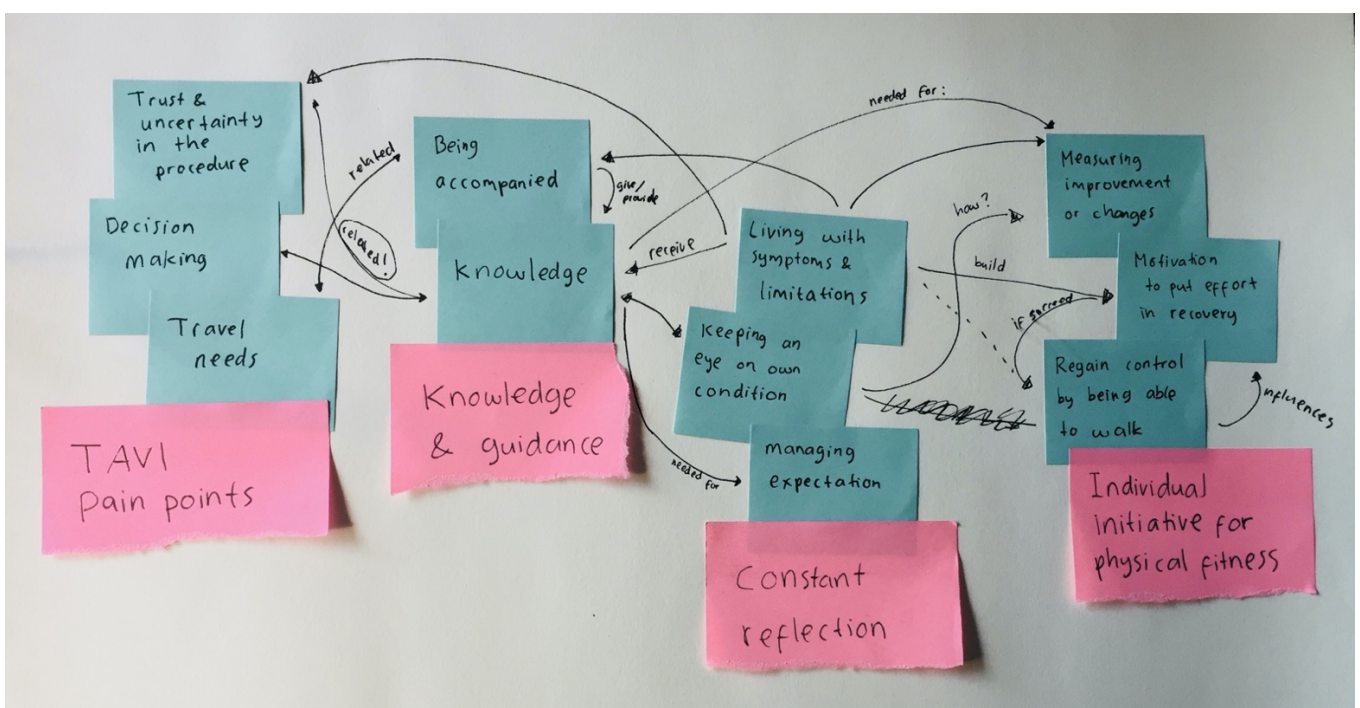 Trust &
uncertainty
in the
procedure
Decision
making
Travel
needs
TAVI
Pain points
related
related!
Being
accompanied
give/
provide
Knowledge
Knowledge
& guidance
receive
needed for
needed for:
Living with
symptoms &
limitations
Keeping an
eye on own
condition
managing
expectation
Constant
reflection
how?
build
if succeed
Measuring
improvement
or changes
Motivation
to put effort
in recovery
Regain control
by being able
to walk
influences
Individual
initiative for
physical fitness